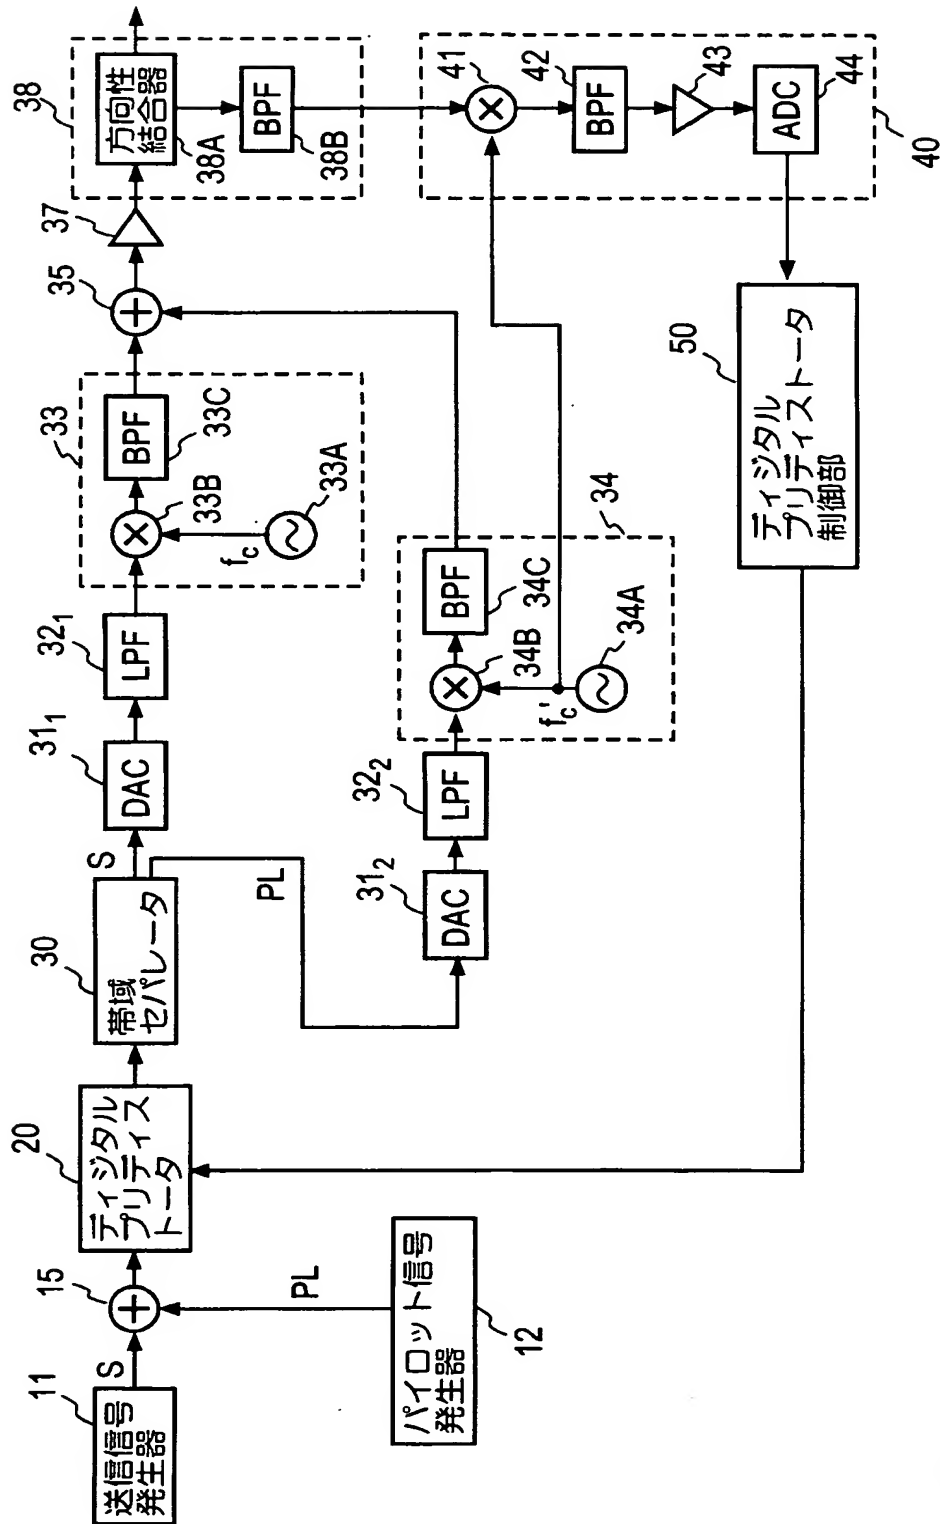 11
送信信号
発生器
S
15
PL
パイロット信号
発生器
12
20
ディジタル
プリディス
トータ
30
帯域
セパレータ
S
PL
31₁
DAC
32₁
LPF
33
33B
BPF
33C
f_c
33A
31₂
DAC
32₂
LPF
34
34B
BPF
34C
f_c'
34A
35
37
38
方向性
結合器
38A
BPF
38B
41
42
BPF
43
ADC
44
40
50
ディジタル
プリディストータ
制御部